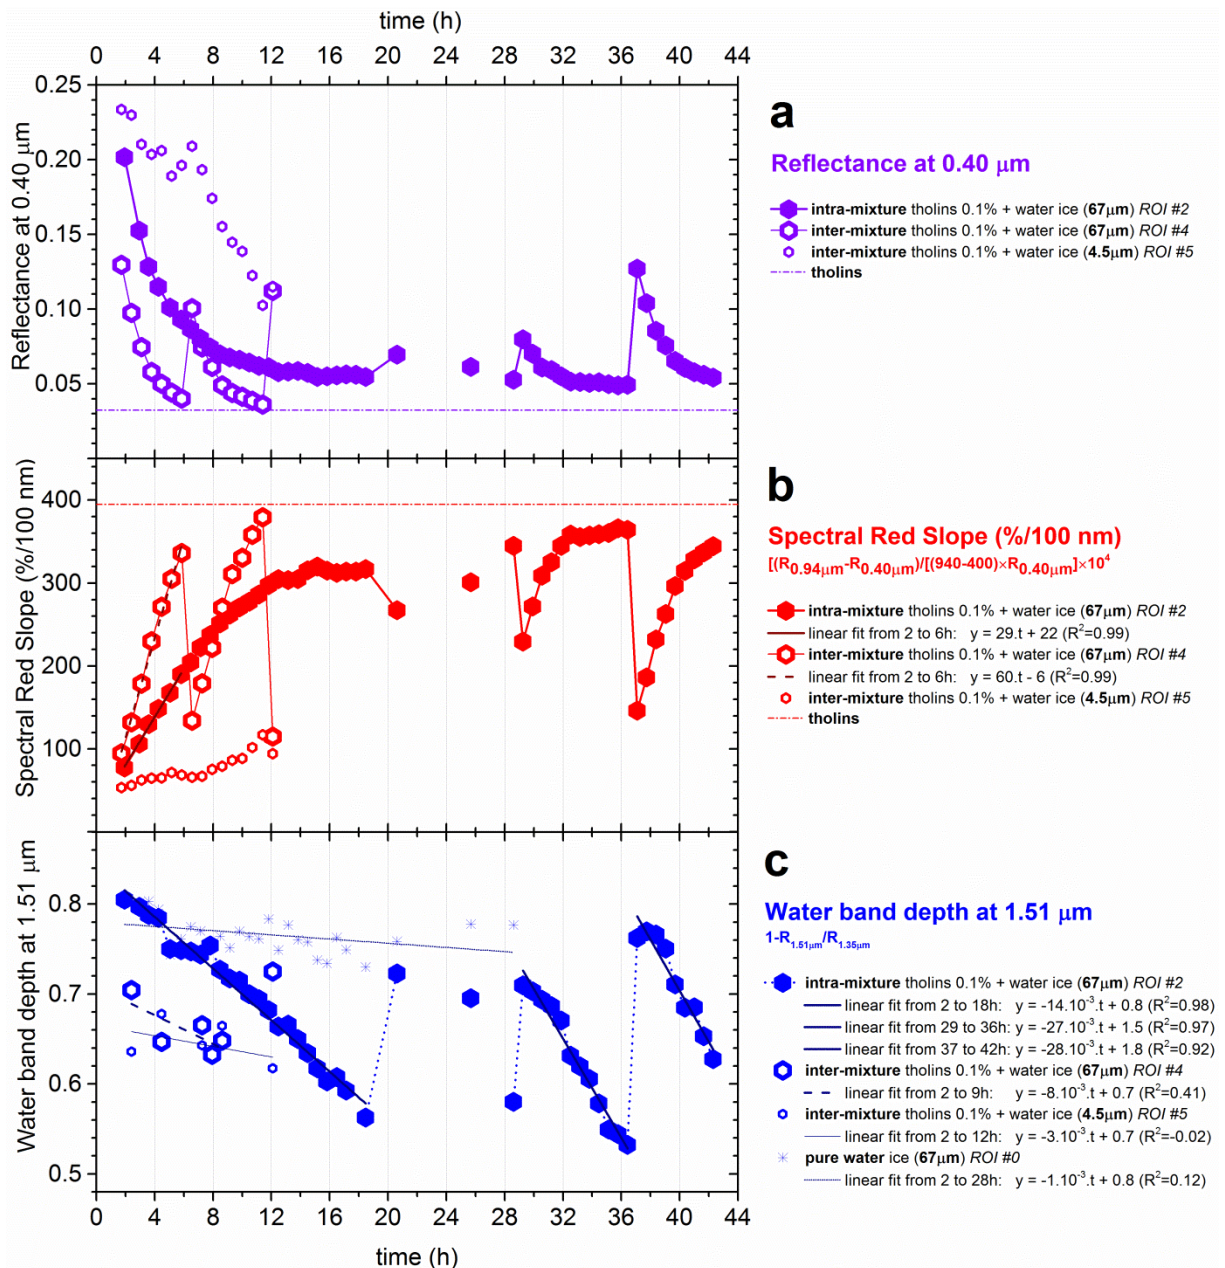 time (h)
0 4 8 12 16 20 24 28 32 36 40 44
Reflectance at 0.40 µm
0.25
0.20
0.15
0.10
0.05
a
Reflectance at 0.40 µm
intra-mixture tholins 0.1% + water ice (67µm) ROI #2
inter-mixture tholins 0.1% + water ice (67µm) ROI #4
inter-mixture tholins 0.1% + water ice (4.5µm) ROI #5
tholins
Spectral Red Slope (%/100 nm)
400
300
200
100
b
Spectral Red Slope (%/100 nm)
[(R0.94µm-R0.40µm)/[(940-400)×R0.40µm]×10⁴
intra-mixture tholins 0.1% + water ice (67µm) ROI #2
linear fit from 2 to 6h: y = 29.t + 22 (R²=0.99)
inter-mixture tholins 0.1% + water ice (67µm) ROI #4
linear fit from 2 to 6h: y = 60.t - 6 (R²=0.99)
inter-mixture tholins 0.1% + water ice (4.5µm) ROI #5
tholins
Water band depth at 1.51 µm
0.8
0.7
0.6
0.5
c
Water band depth at 1.51 µm
1-R1.51µm/R1.35µm
intra-mixture tholins 0.1% + water ice (67µm) ROI #2
linear fit from 2 to 18h: y = -14.10⁻³.t + 0.8 (R²=0.98)
linear fit from 29 to 36h: y = -27.10⁻³.t + 1.5 (R²=0.97)
linear fit from 37 to 42h: y = -28.10⁻³.t + 1.8 (R²=0.92)
inter-mixture tholins 0.1% + water ice (67µm) ROI #4
linear fit from 2 to 9h: y = -8.10⁻³.t + 0.7 (R²=0.41)
inter-mixture tholins 0.1% + water ice (4.5µm) ROI #5
linear fit from 2 to 12h: y = -3.10⁻³.t + 0.7 (R²=-0.02)
pure water ice (67µm) ROI #0
linear fit from 2 to 28h: y = -1.10⁻³.t + 0.8 (R²=0.12)
0 4 8 12 16 20 24 28 32 36 40 44
time (h)